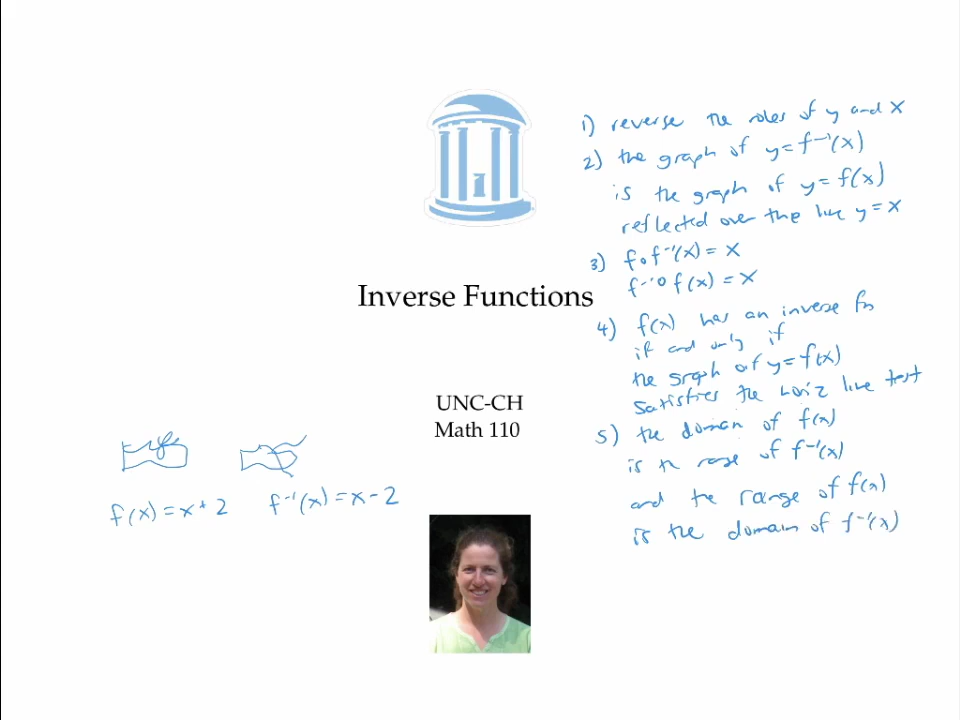 1) reverse the roles of y and x
2) the graph of y = f⁻¹(x)
is the graph of y = f(x)
reflected over the line y = x
3) f∘f⁻¹(x) = x
f⁻¹∘f(x) = x
Inverse Functions
4) f(x) has an inverse fn
if and only if
the graph of y = f(x)
satisfies the horiz line test
UNC-CH
Math 110
5) the domain of f(x)
is the range of f⁻¹(x)
and the range of f(x)
is the domain of f⁻¹(x)
f(x) = x + 2 f⁻¹(x) = x - 2